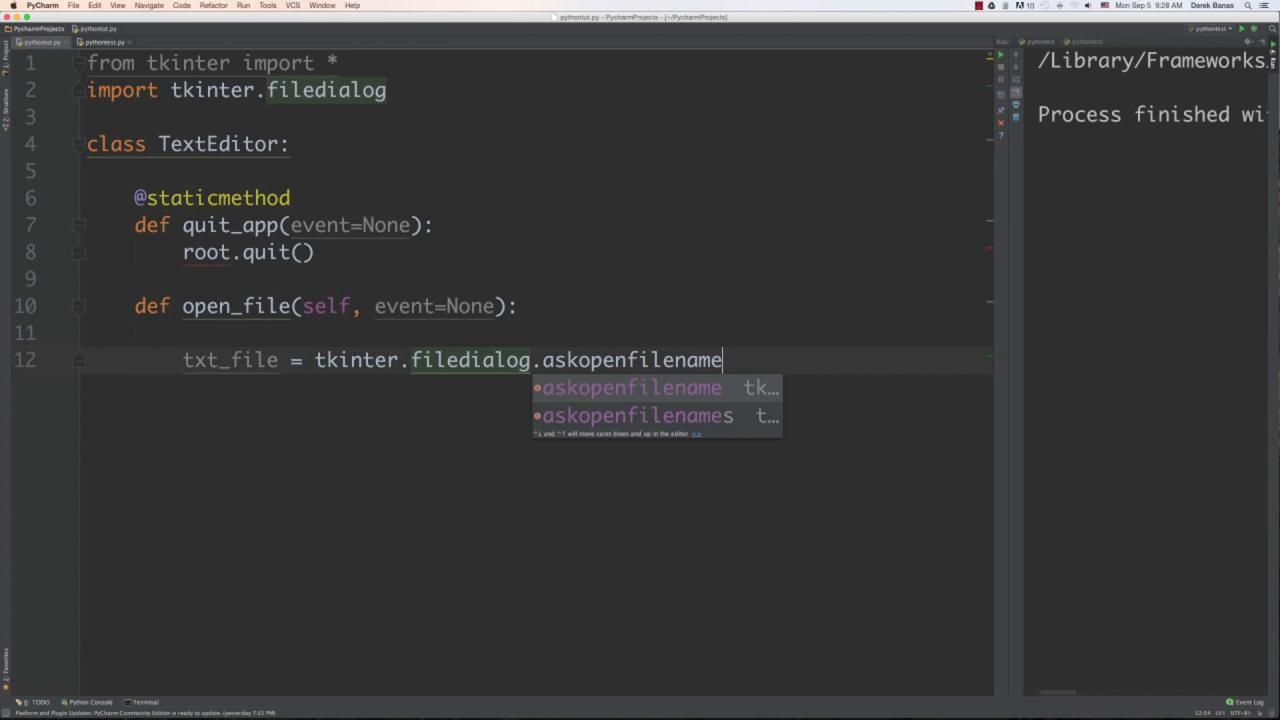 PyCharm File Edit View Navigate Code Refactor Run Tools VCS Window Help 10 Mon Sep 5 9:28 AM Derek Banas
pythontut.py - PycharmProjects - [~/PycharmProjects]
PycharmProjects pythontut.py pythontest
pythontut.py pythontest.py Run: pythontut pythontest
1 from tkinter import *
2 import tkinter.filedialog
3
4 class TextEditor:
5
6 @staticmethod
7 def quit_app(event=None):
8 root.quit()
9
10 def open_file(self, event=None):
11
12 txt_file = tkinter.filedialog.askopenfilename
askopenfilename tk…
askopenfilenames t…
^↓ and ^↑ will move caret down and up in the editor >>
/Library/Frameworks
Process finished wi
1: Project
Z: Structure
2: Favorites
4: Run
6: TODO Python Console Terminal Event Log
Platform and Plugin Updates: PyCharm Community Edition is ready to update. (yesterday 7:51 PM) 12:54 LF÷ UTF-8÷